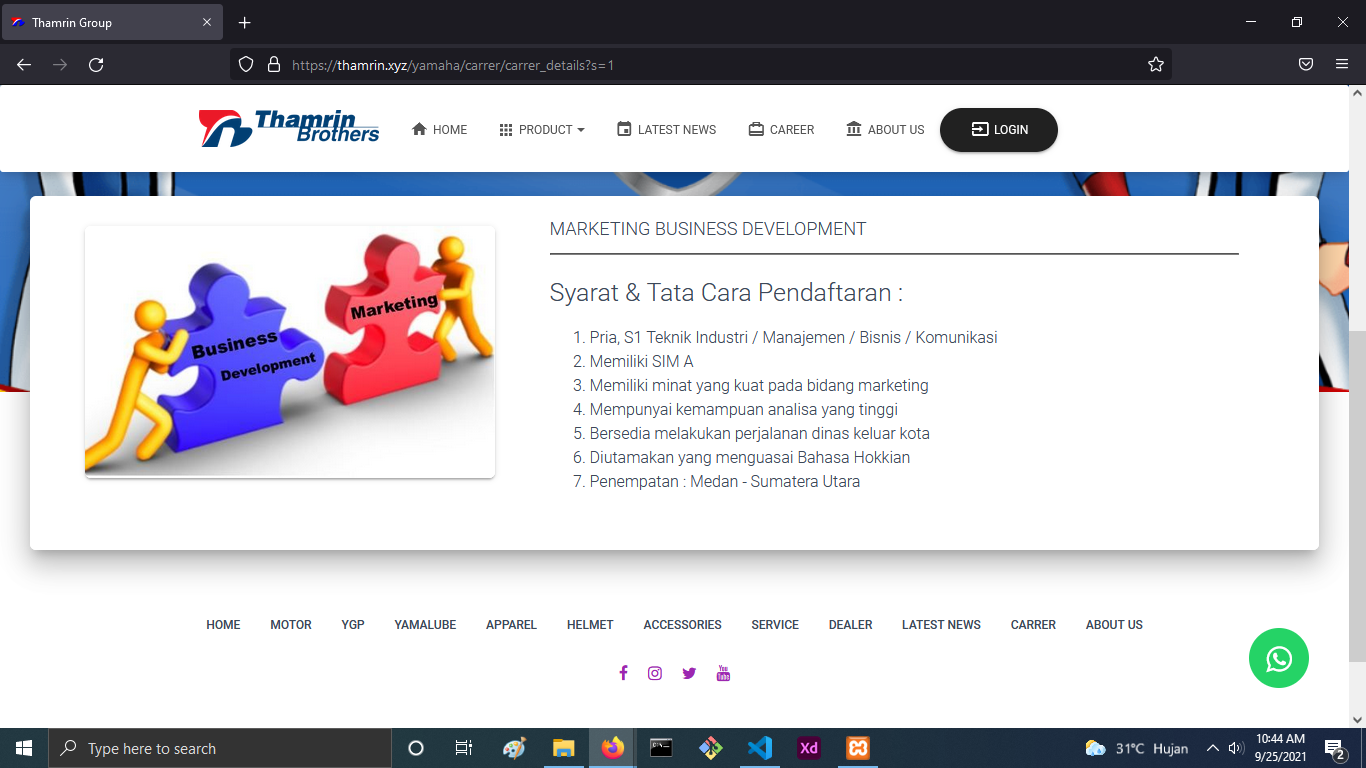 Thamrin Group
https://thamrin.xyz/yamaha/carrer/carrer_details?s=1
Thamrin
Brothers
HOME
PRODUCT
LATEST NEWS
CAREER
ABOUT US
LOGIN
Business
Development
Marketing
MARKETING BUSINESS DEVELOPMENT
Syarat & Tata Cara Pendaftaran :
1. Pria, S1 Teknik Industri / Manajemen / Bisnis / Komunikasi
2. Memiliki SIM A
3. Memiliki minat yang kuat pada bidang marketing
4. Mempunyai kemampuan analisa yang tinggi
5. Bersedia melakukan perjalanan dinas keluar kota
6. Diutamakan yang menguasai Bahasa Hokkian
7. Penempatan : Medan - Sumatera Utara
HOME
MOTOR
YGP
YAMALUBE
APPAREL
HELMET
ACCESSORIES
SERVICE
DEALER
LATEST NEWS
CARRER
ABOUT US
You
Tube
Type here to search
Xd
31°C Hujan
10:44 AM
9/25/2021
2